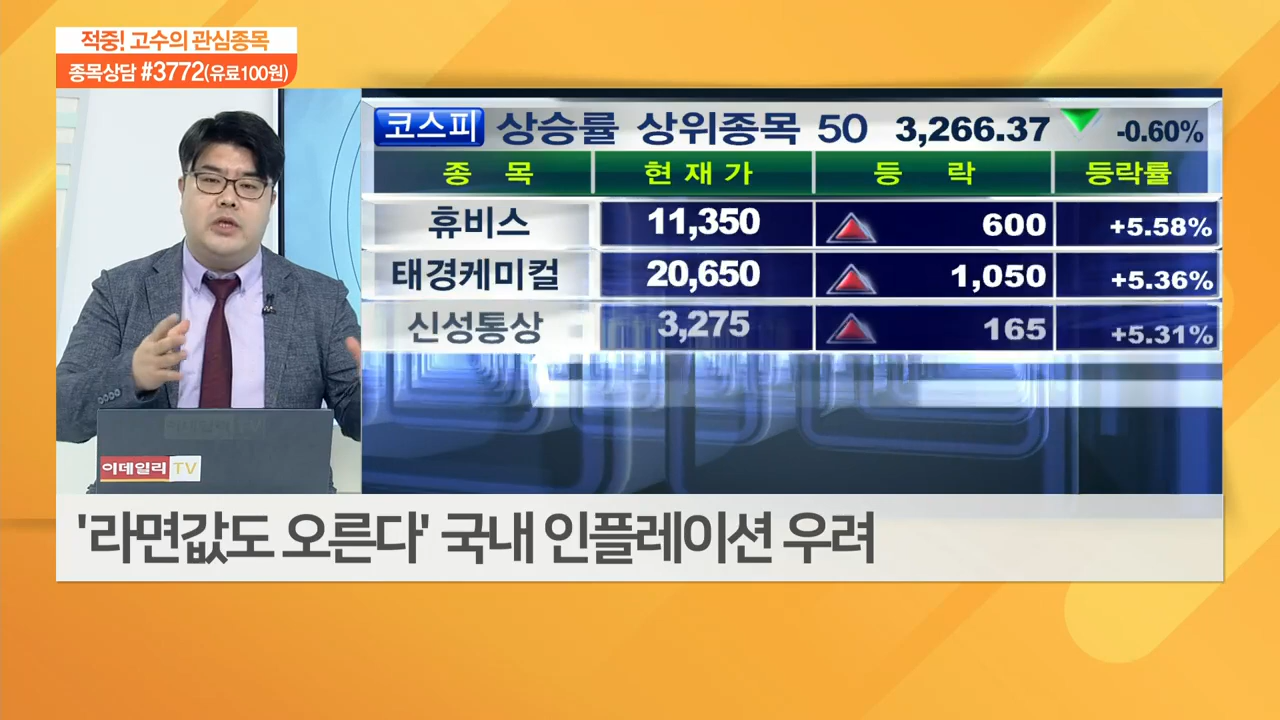 적중! 고수의 관심종목
종목상담 #3772(유료100원)
코스피 상승률 상위종목 50 3,266.37 -0.60%
종 목 현재가 등 락 등락률
휴비스 11,350 600 +5.58%
태경케미컬 20,650 1,050 +5.36%
신성통상 3,275 165 +5.31%
이데일리 TV
'라면값도 오른다' 국내 인플레이션 우려